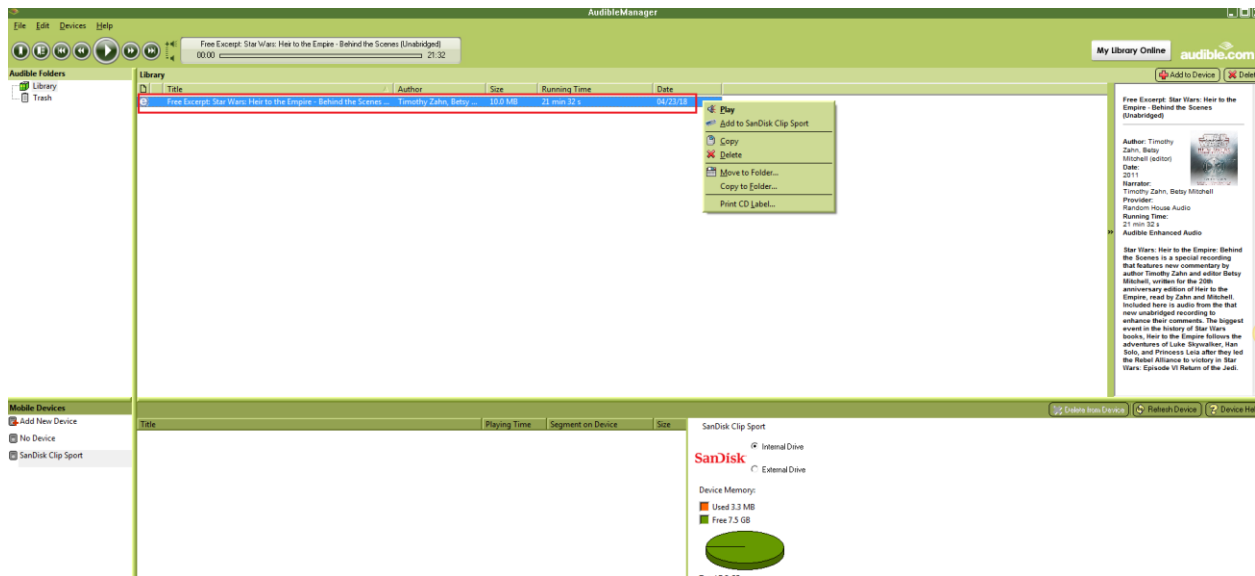 AudibleManager
File Edit Devices Help
Free Excerpt: Star Wars: Heir to the Empire - Behind the Scenes (Unabridged)
00:00 21:32
My Library Online
audible.com
Audible Folders
Library
Trash
Library
Add to Device
Title Author Size Running Time Date
Free Excerpt: Star Wars: Heir to the Empire - Behind the Scenes ... Timothy Zahn, Betsy ... 10.0 MB 21 min 32 s 04/23/18
Play
Add to SanDisk Clip Sport
Copy
Delete
Move to Folder...
Copy to Folder...
Print CD Label...
Free Excerpt: Star Wars: Heir to the
Empire - Behind the Scenes
(Unabridged)
Author: Timothy
Zahn, Betsy
Mitchell (editor)
Date:
2011
Narrator:
Timothy Zahn, Betsy Mitchell
Provider:
Random House Audio
Running Time:
21 min 32 s
Audible Enhanced Audio
Star Wars: Heir to the Empire: Behind
the Scenes is a special recording
that features new commentary by
author Timothy Zahn and editor Betsy
Mitchell, written for the 20th
anniversary edition of Heir to the
Empire, read by Zahn and Mitchell.
Included here is audio from the that
new unabridged recording to
enhance their comments. The biggest
event in the history of Star Wars
books, Heir to the Empire follows the
adventures of Luke Skywalker, Han
Solo, and Princess Leia after they led
the Rebel Alliance to victory in Star
Wars: Episode VI Return of the Jedi.
Mobile Devices
Add New Device
No Device
SanDisk Clip Sport
Delete from Device Refresh Device Device He
Title Playing Time Segment on Device Size
SanDisk Clip Sport
SanDisk
Internal Drive
External Drive
Device Memory:
Used 3.3 MB
Free 7.5 GB